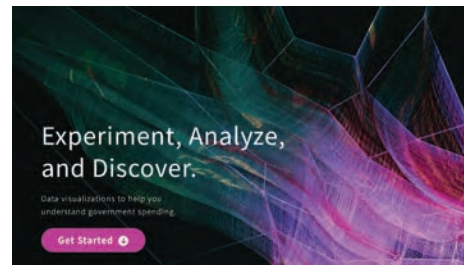 Experiment, Analyze,
and Discover.
Data visualizations to help you
understand government spending.
Get Started